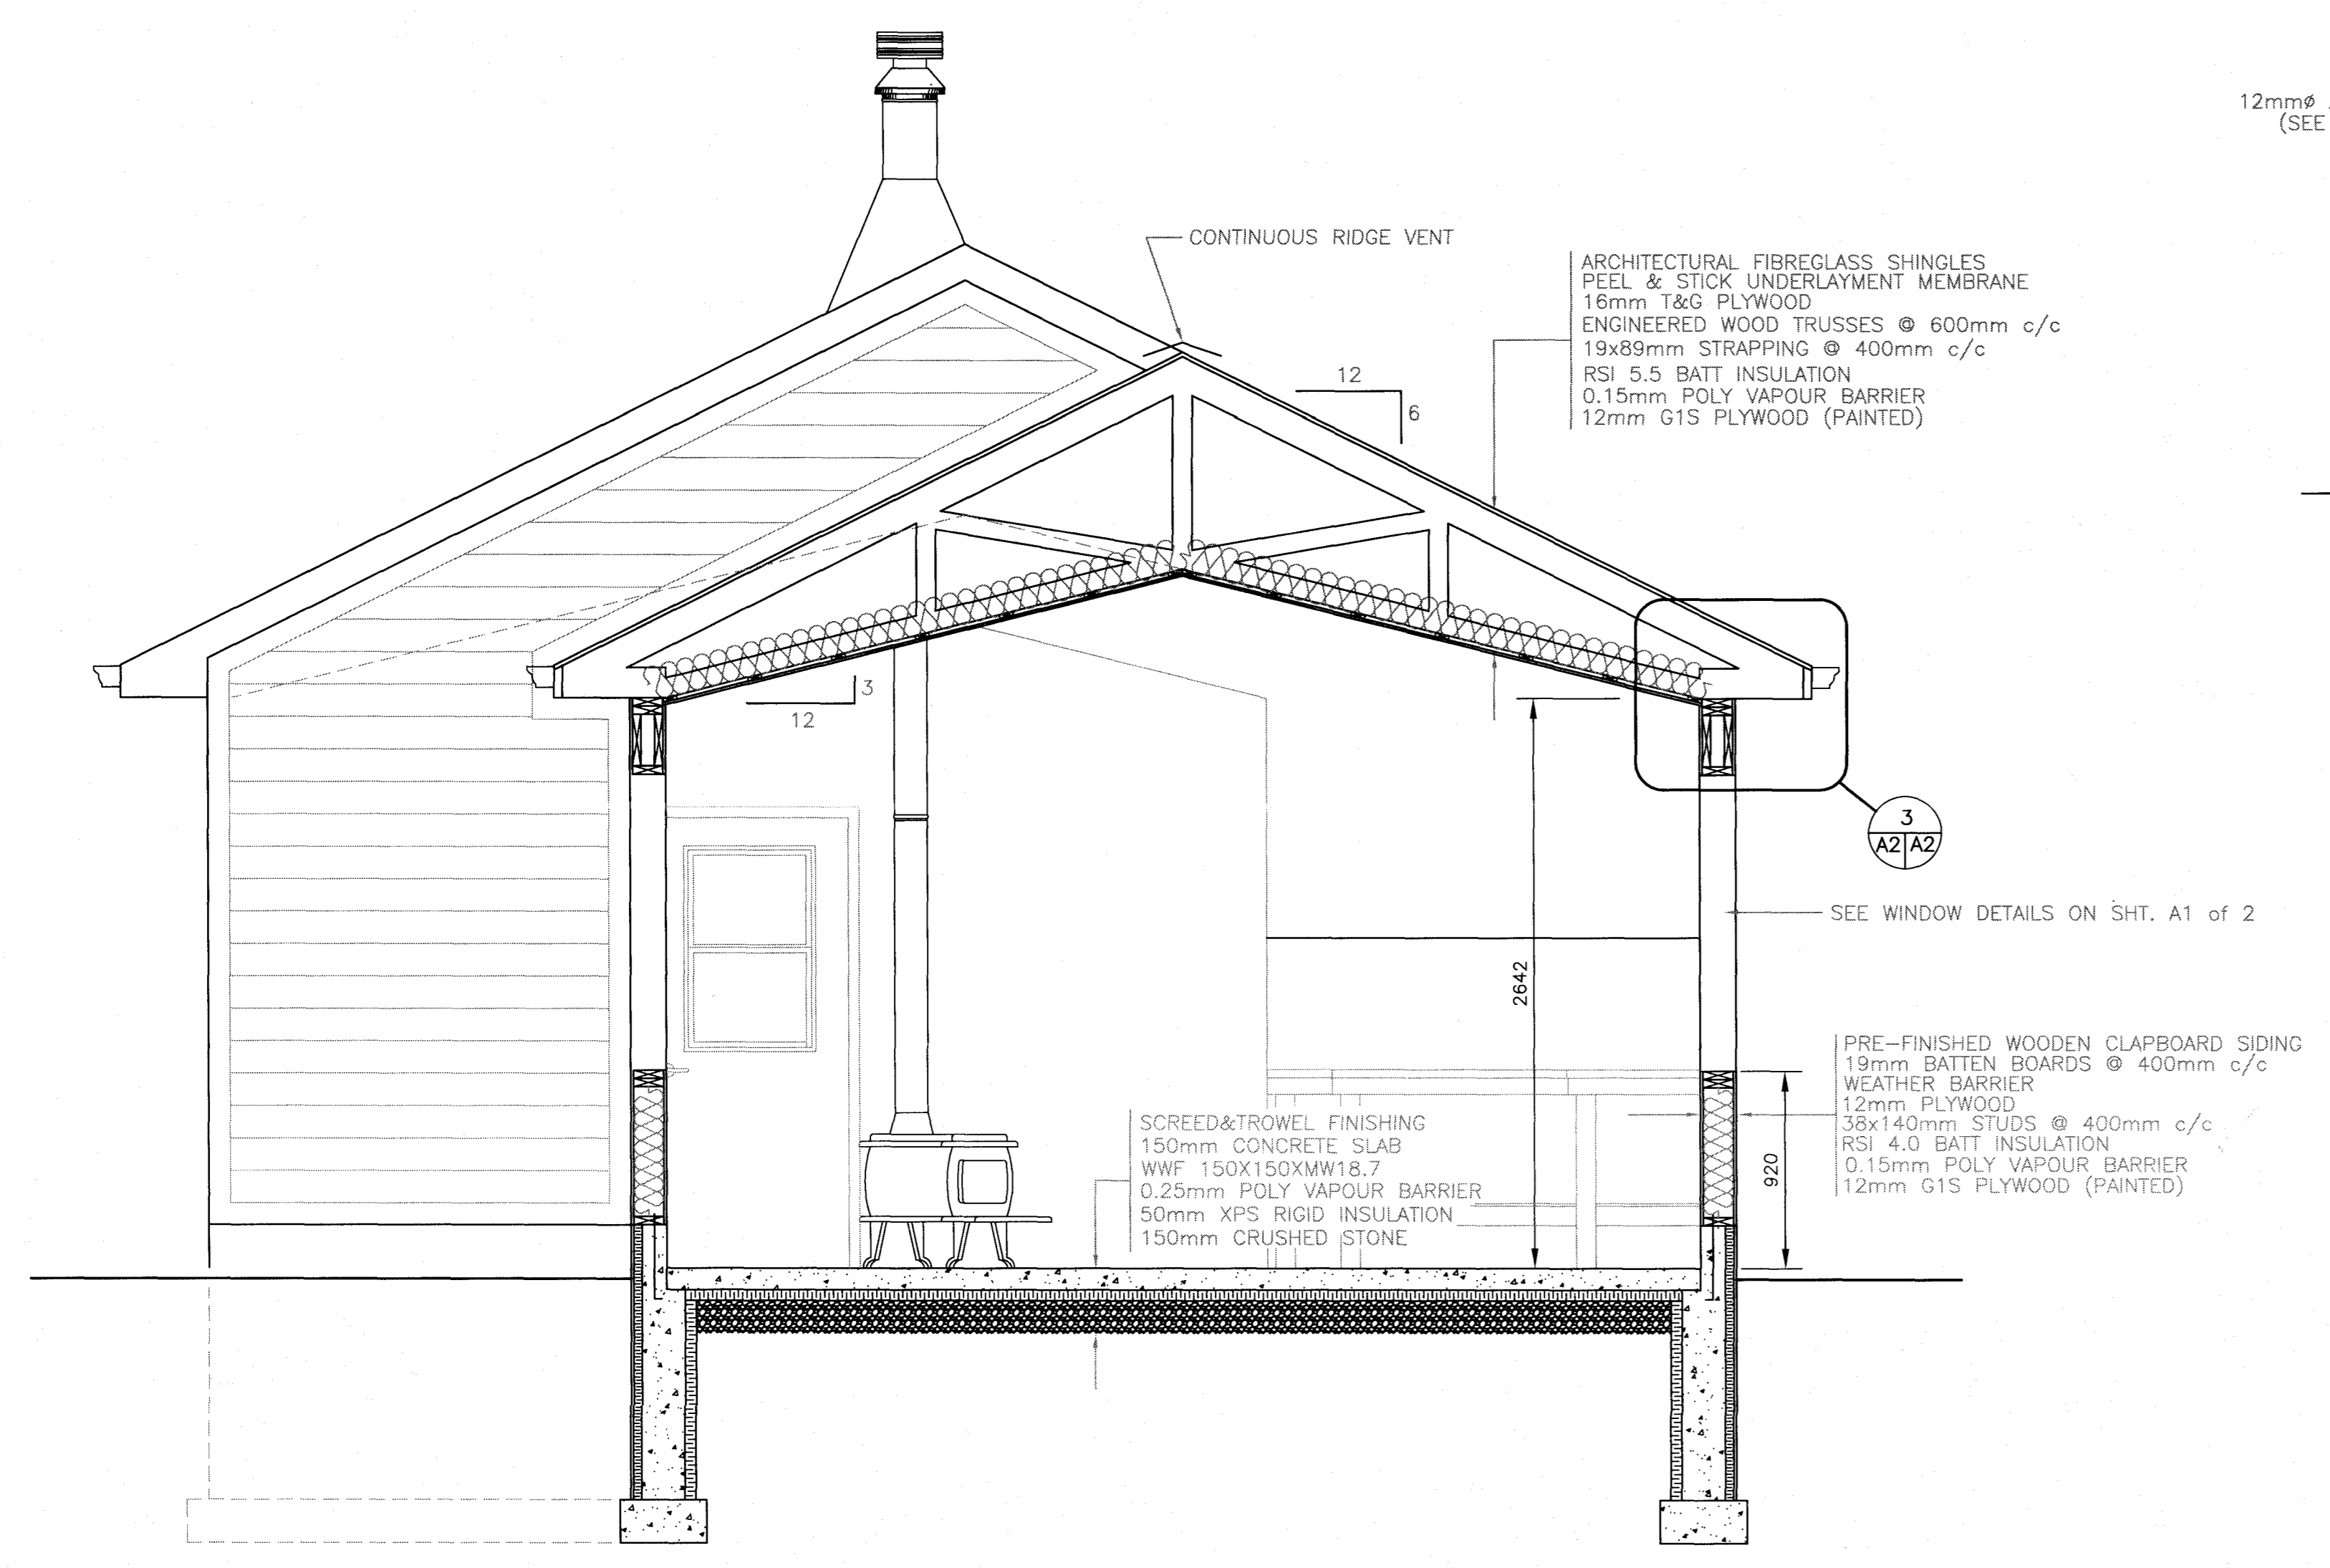 12mmø
(SEE
CONTINUOUS RIDGE VENT
ARCHITECTURAL FIBREGLASS SHINGLES
PEEL & STICK UNDERLAYMENT MEMBRANE
16mm T&G PLYWOOD
ENGINEERED WOOD TRUSSES @ 600mm c/c
19x89mm STRAPPING @ 400mm c/c
RSI 5.5 BATT INSULATION
0.15mm POLY VAPOUR BARRIER
12mm G1S PLYWOOD (PAINTED)
12
6
3
12
3
A2 A2
SEE WINDOW DETAILS ON SHT. A1 of 2
2642
PRE-FINISHED WOODEN CLAPBOARD SIDING
19mm BATTEN BOARDS @ 400mm c/c
WEATHER BARRIER
12mm PLYWOOD
38x140mm STUDS @ 400mm c/c
RSI 4.0 BATT INSULATION
0.15mm POLY VAPOUR BARRIER
12mm G1S PLYWOOD (PAINTED)
920
SCREED&TROWEL FINISHING
150mm CONCRETE SLAB
WWF 150X150XMW18.7
0.25mm POLY VAPOUR BARRIER
50mm XPS RIGID INSULATION
150mm CRUSHED STONE